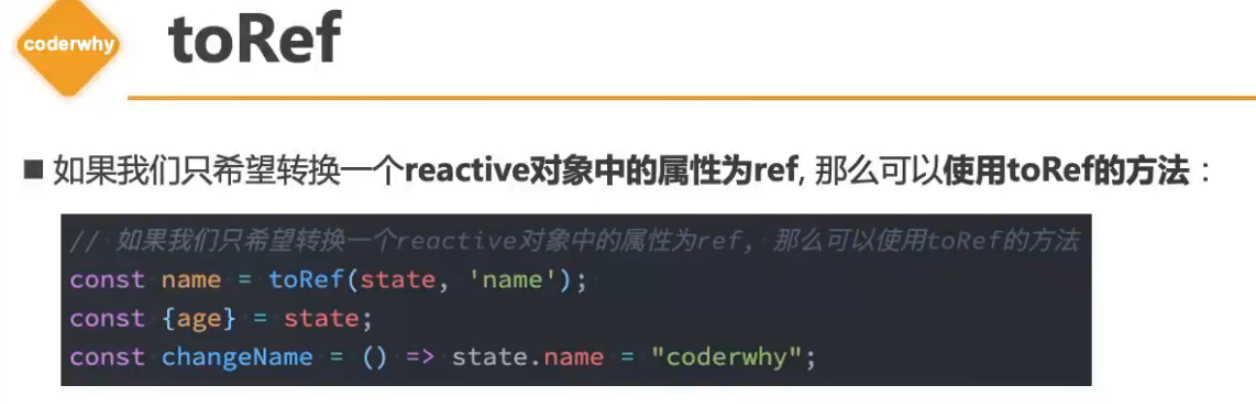 coderwhy
toRef
如果我们只希望转换一个reactive对象中的属性为ref, 那么可以使用toRef的方法：
// 如果我们只希望转换一个reactive对象中的属性为ref, 那么可以使用toRef的方法
const name = toRef(state, 'name');
const {age} = state;
const changeName = () => state.name = "coderwhy";